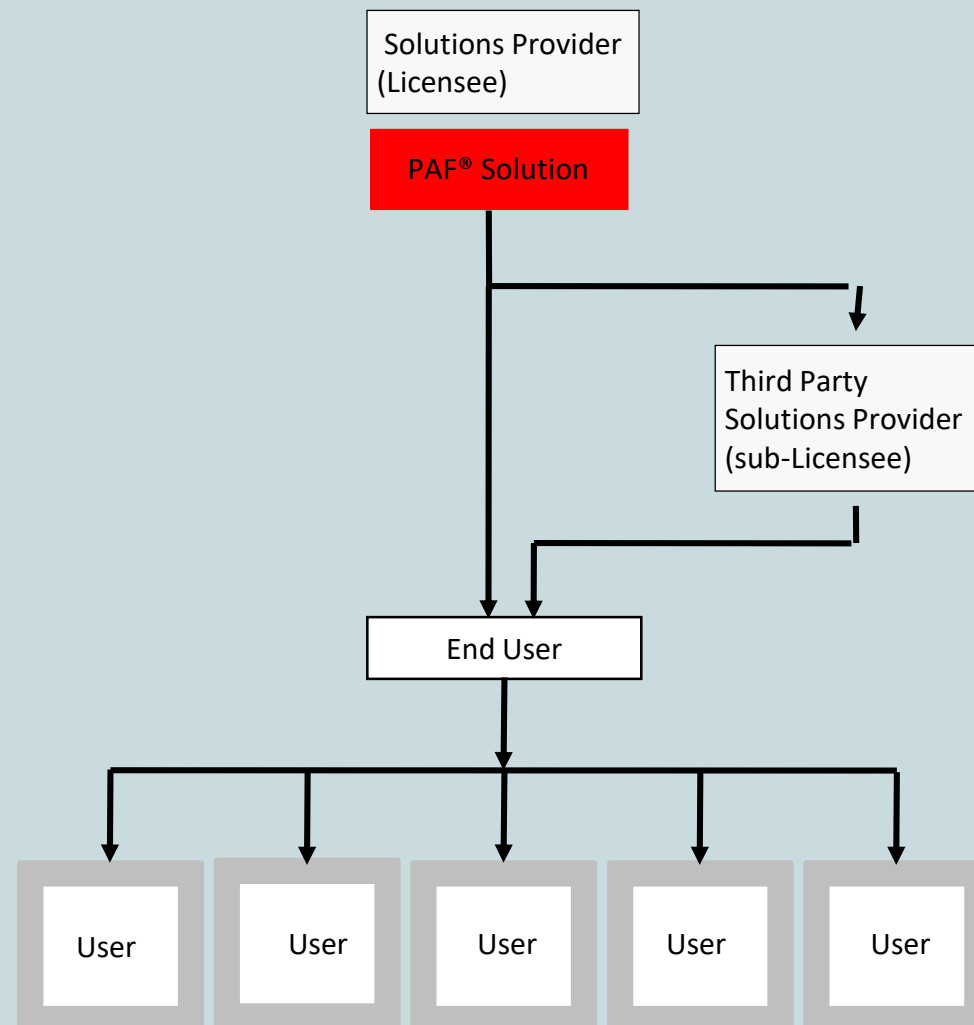 Solutions Provider
(Licensee)
PAF® Solution
Third Party
Solutions Provider
(sub-Licensee)
End User
User
User
User
User
User